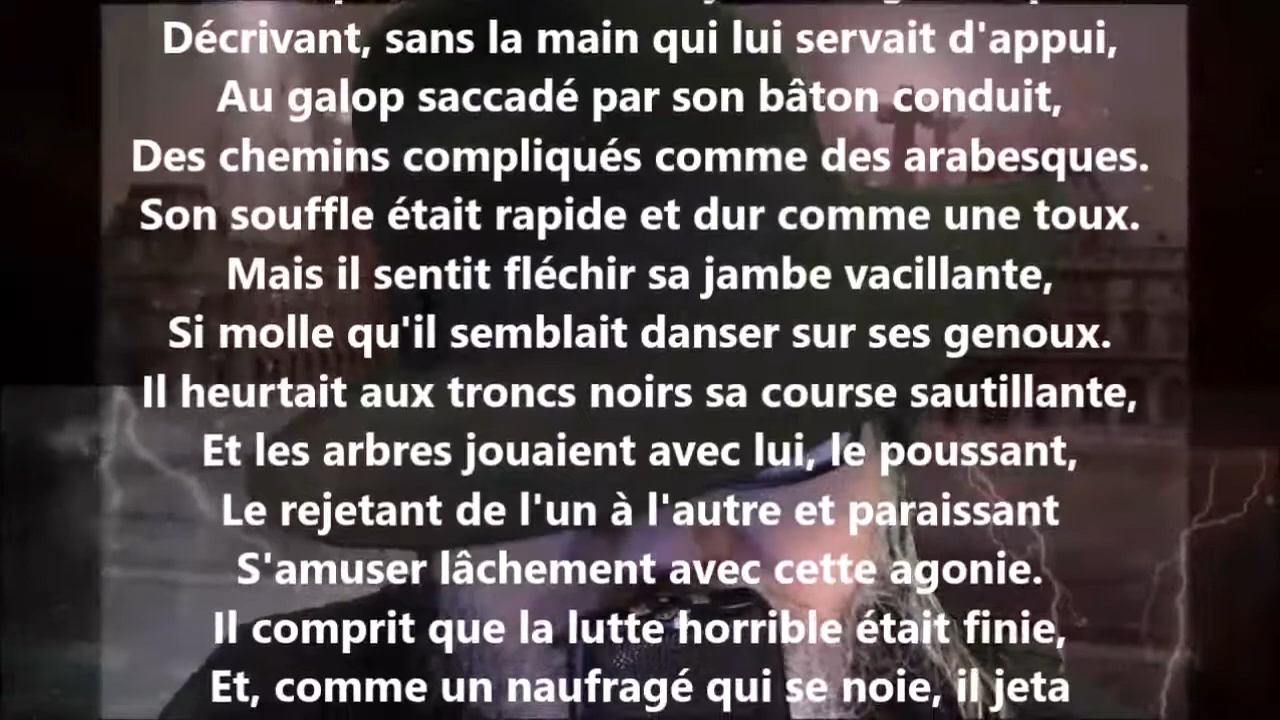 Décrivant, sans la main qui lui servait d'appui,
Au galop saccadé par son bâton conduit,
Des chemins compliqués comme des arabesques.
Son souffle était rapide et dur comme une toux.
Mais il sentit fléchir sa jambe vacillante,
Si molle qu'il semblait danser sur ses genoux.
Il heurtait aux troncs noirs sa course sautillante,
Et les arbres jouaient avec lui, le poussant,
Le rejetant de l'un à l'autre et paraissant
S'amuser lâchement avec cette agonie.
Il comprit que la lutte horrible était finie,
Et, comme un naufragé qui se noie, il jeta